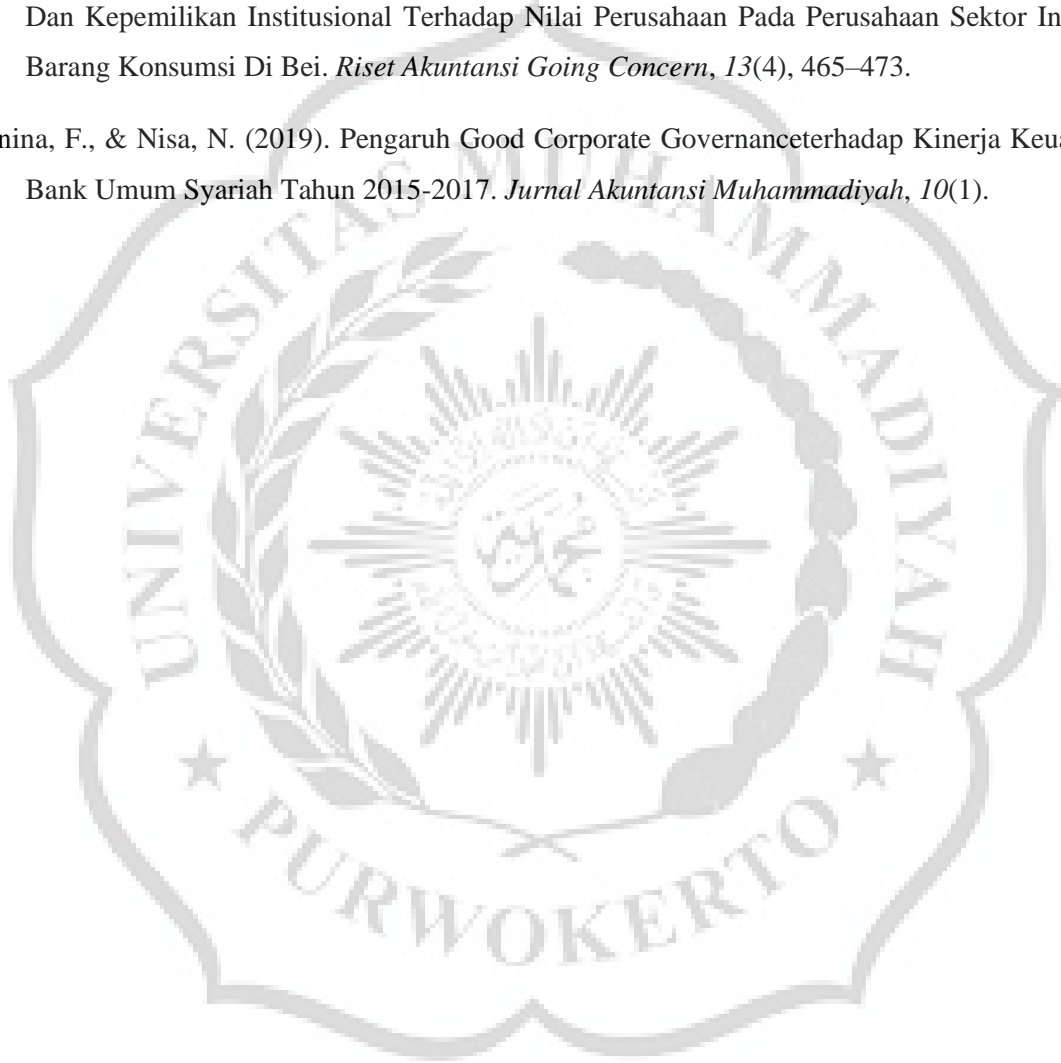 Dan Kepemilikan Institusional Terhadap Nilai Perusahaan Pada Perusahaan Sektor In
Barang Konsumsi Di Bei. Riset Akuntansi Going Concern, 13(4), 465–473.
nina, F., & Nisa, N. (2019). Pengaruh Good Corporate Governanceterhadap Kinerja Keua
Bank Umum Syariah Tahun 2015-2017. Jurnal Akuntansi Muhammadiyah, 10(1).
UNIVERSITAS MUHAMMADIYAH
★ PURWOKERTO ★